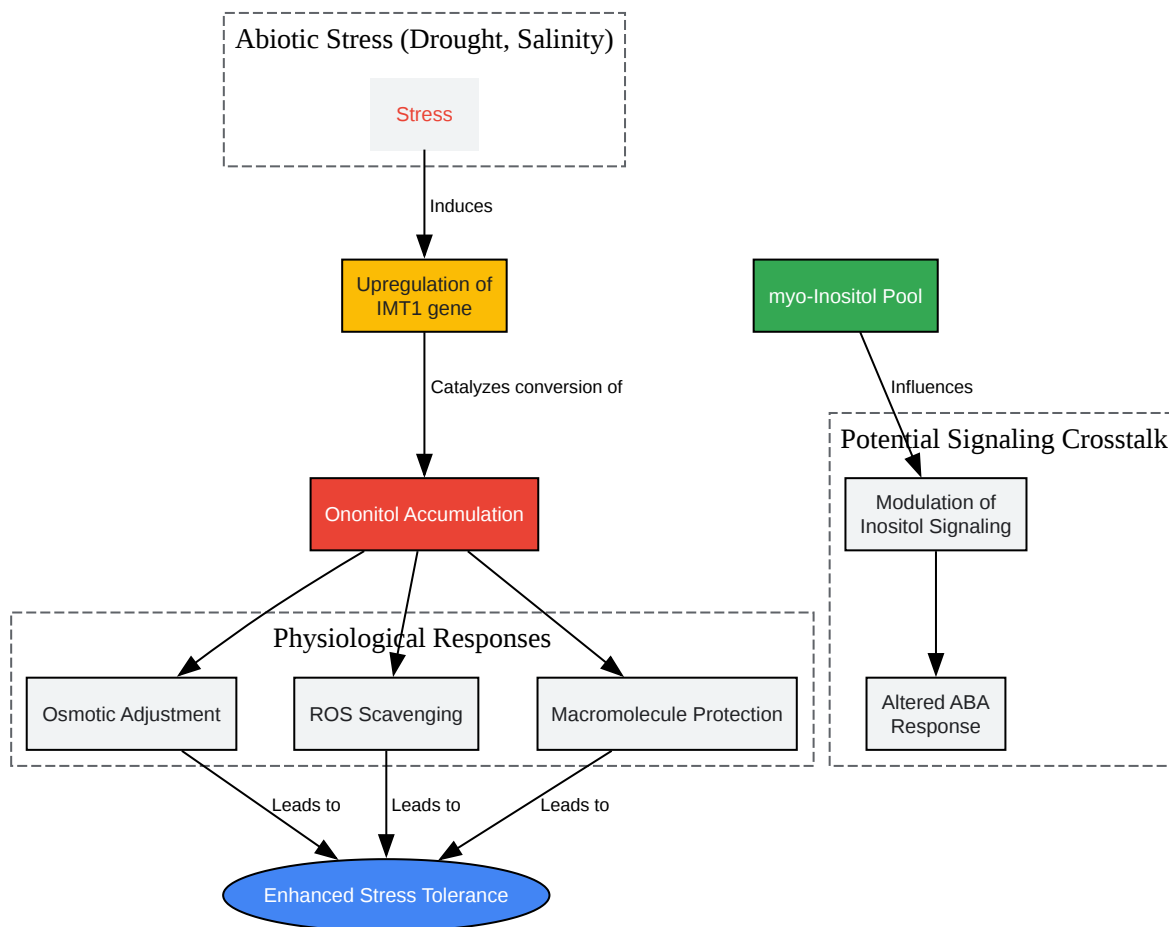 Abiotic Stress (Drought, Salinity)
Stress
Induces
Upregulation of
IMT1 gene
myo-Inositol Pool
Catalyzes conversion of
Influences
Potential Signaling Crosstalk
Ononitol Accumulation
Modulation of
Inositol Signaling
Physiological Responses
Osmotic Adjustment
ROS Scavenging
Macromolecule Protection
Altered ABA
Response
Leads to
Leads to
Leads to
Enhanced Stress Tolerance